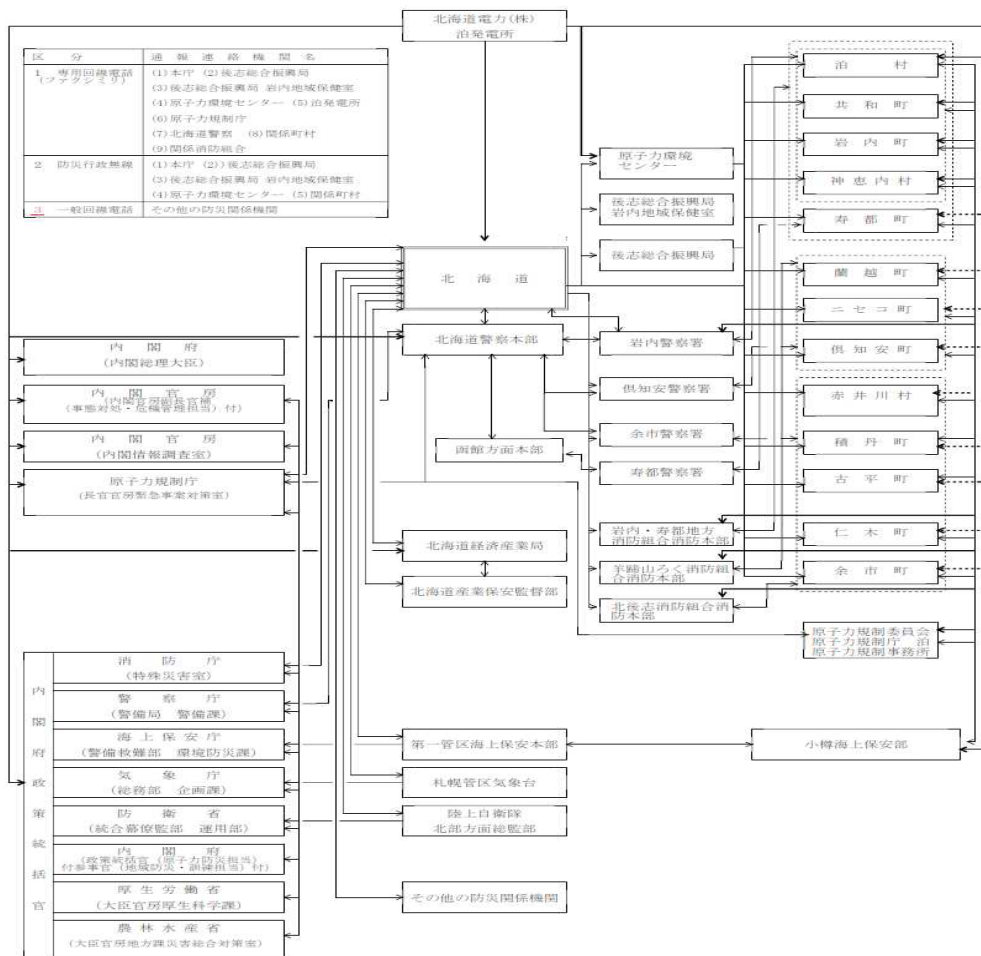 北海道電力(株)
泊発電所
区 分 通報連絡機関名
1 専用回線電話 (1)本庁 (2)後志総合振興局
(ファクシミリ) (3)後志総合振興局 岩内地域保健室
(4)原子力環境センター (5)泊発電所
(6)原子力規制庁
(7)北海道警察 (8)関係町村
(9)関係消防組合
2 防災行政無線 (1)本庁 (2))後志総合振興局
(3)後志総合振興局 岩内地域保健室
(4)原子力環境センター (5)関係町村
3 一般回線電話 その他の防災関係機関
泊 村
共和町
岩内町
神恵内村
寿都町
蘭越町
ニセコ町
倶知安町
赤井川村
積丹町
古平町
仁木町
余市町
原子力環境
センター
後志総合振興局
岩内地域保健室
後志総合振興局
北 海 道
北海道警察本部
岩内警察署
倶知安警察署
余市警察署
函館方面本部
寿都警察署
内 閣 府
(内閣総理大臣)
内 閣 官 房
(内閣官房副長官補
(事態対処・危機管理担当)付)
内 閣 官 房
(内閣情報調査室)
原子力規制庁
(長官官房緊急事案対策室)
北海道経済産業局
北海道産業保安監督部
岩内・寿都地方
消防組合消防本部
羊蹄山ろく消防組
合消防本部
北後志消防組合消
防本部
原子力規制委員会
原子力規制庁 泊
原子力規制事務所
内閣府政策統括官
消 防 庁
(特殊災害室)
警 察 庁
(警備局 警備課)
海上保安庁
(警備救難部 環境防災課)
気 象 庁
(総務部 企画課)
防 衛 省
(統合幕僚監部 運用部)
内 閣 府
(政策統括官(原子力防災担当)
付参事官(地域防災・訓練担当)付)
厚生労働省
(大臣官房厚生科学課)
農林水産省
(大臣官房地方課災害総合対策室)
第一管区海上保安本部
小樽海上保安部
札幌管区気象台
陸上自衛隊
北部方面総監部
その他の防災関係機関